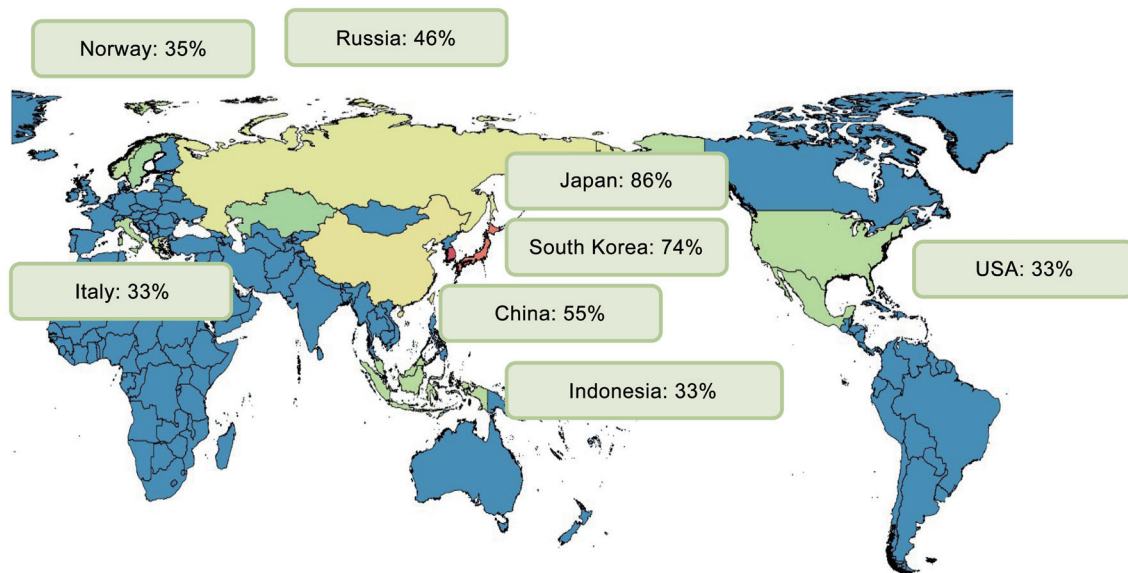 Norway: 35%
Russia: 46%
Japan: 86%
South Korea: 74%
USA: 33%
Italy: 33%
China: 55%
Indonesia: 33%